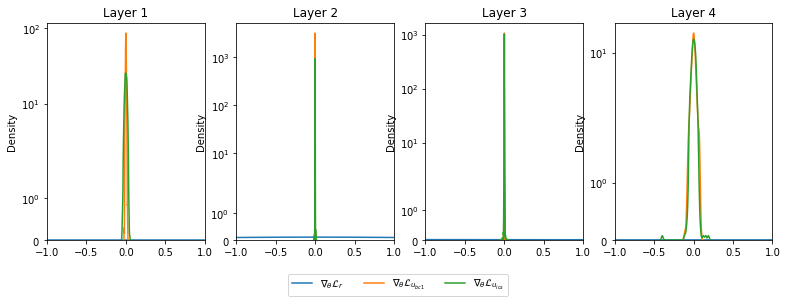 Layer 1 Layer 2 Layer 3 Layer 4
Density Density Density Density
10² 10¹ 10⁰ 0
10³ 10² 10¹ 10⁰ 0
10³ 10² 10¹ 10⁰ 0
10¹ 10⁰ 0
−1.0 −0.5 0.0 0.5 1.0 −1.0 −0.5 0.0 0.5 1.0 −1.0 −0.5 0.0 0.5 1.0 −1.0 −0.5 0.0 0.5 1.0
∇θℒr ∇θℒu_bc1 ∇θℒu_ics